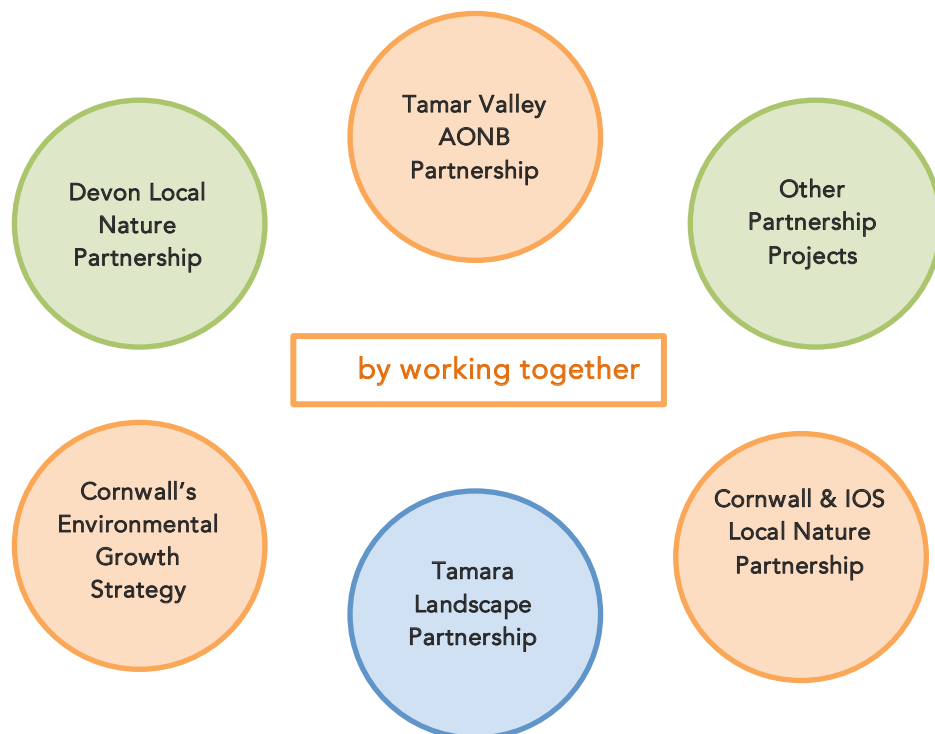 Tamar Valley
AONB
Partnership
Devon Local
Nature
Partnership
Other
Partnership
Projects
by working together
Cornwall’s
Environmental
Growth
Strategy
Cornwall & IOS
Local Nature
Partnership
Tamara
Landscape
Partnership